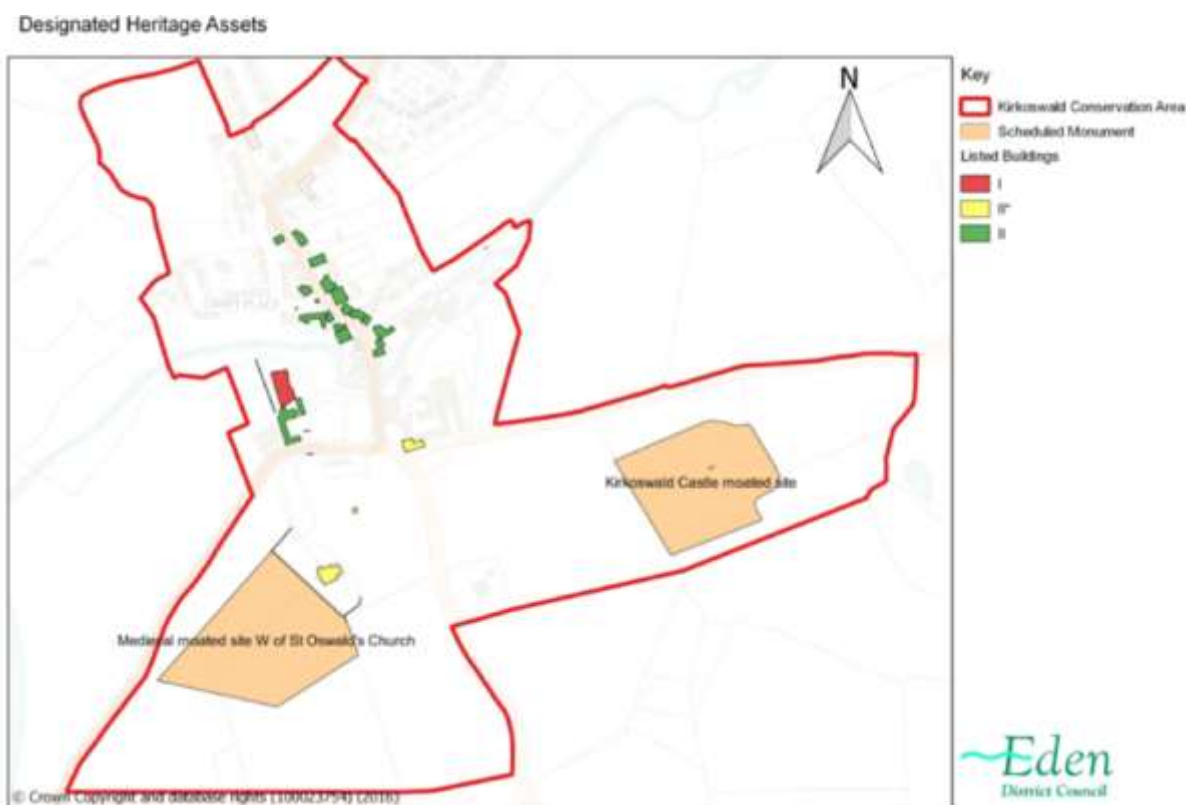 Designated Heritage Assets
N
Key
Kirkoswald Conservation Area
Scheduled Monument
Listed Buildings
I
II*
II
Kirkoswald Castle moated site
Medieval moated site W of St Oswald's Church
© Crown Copyright and database rights (100023754) (2016)
Eden
District Council